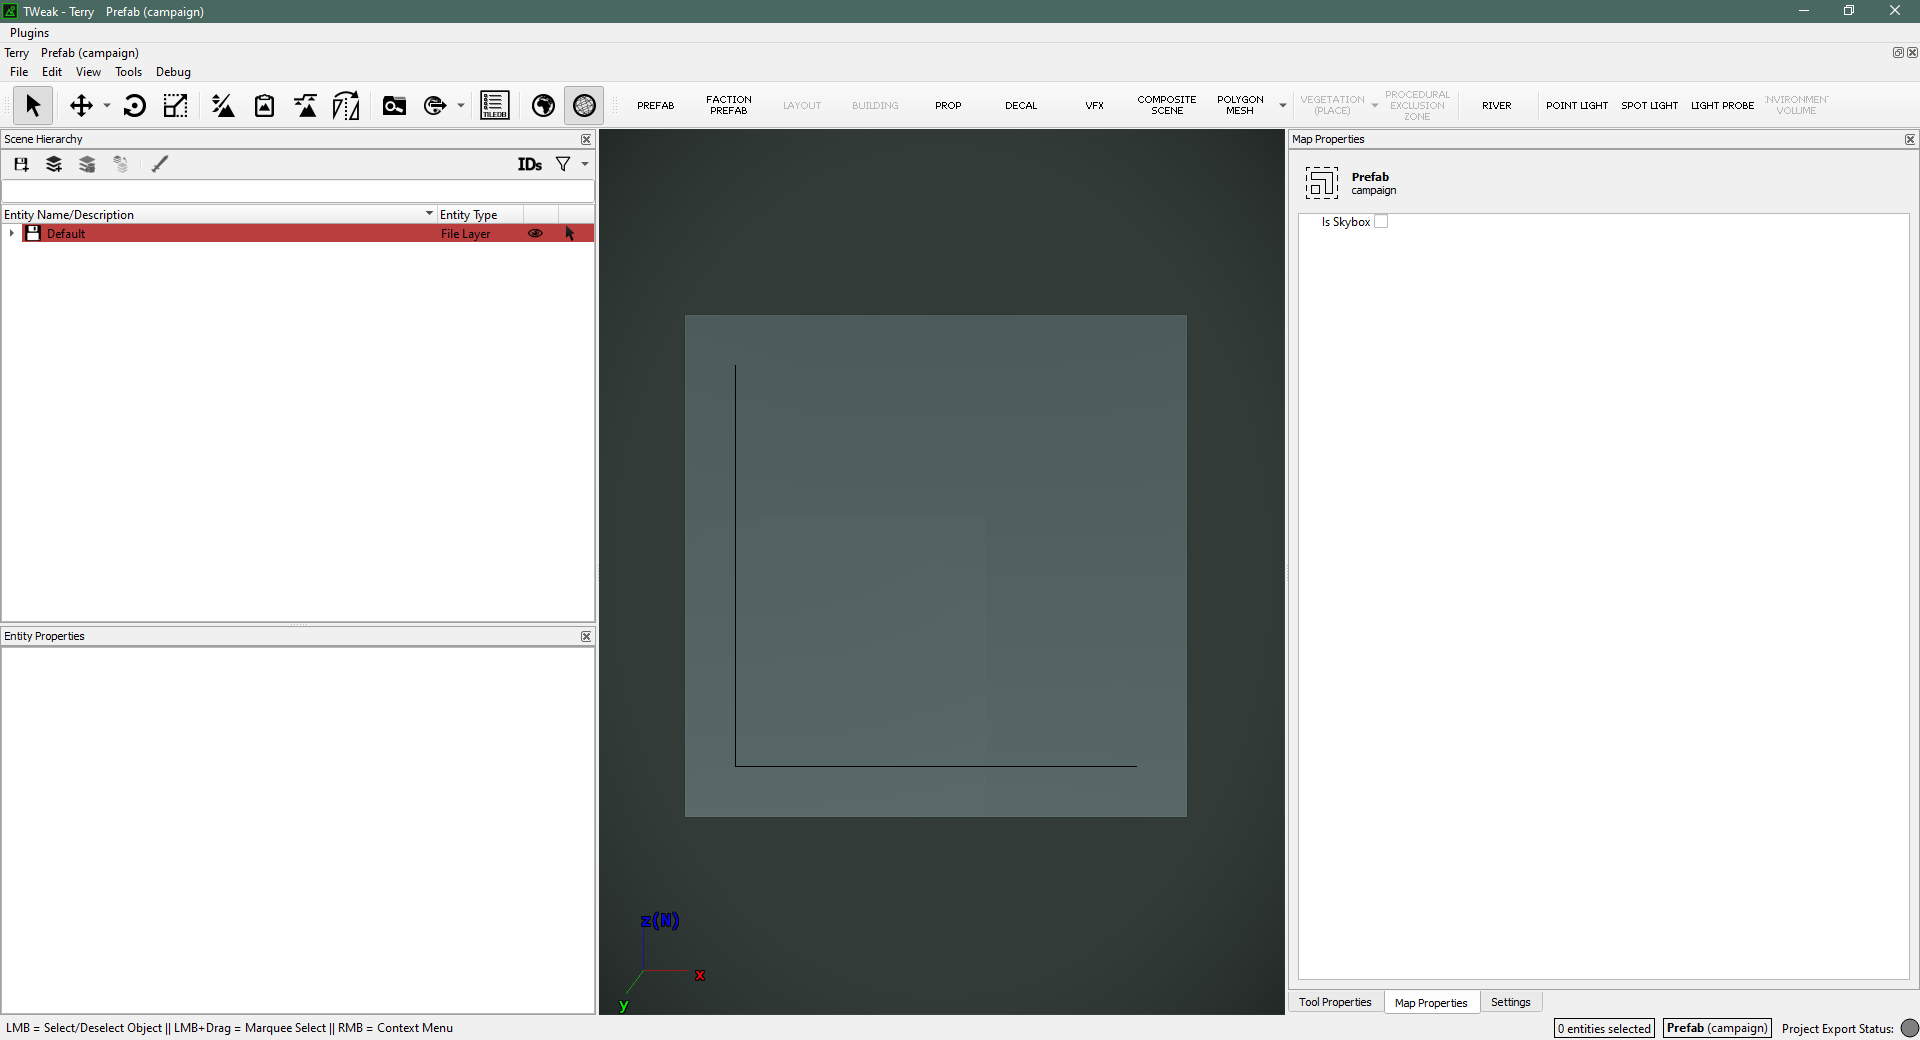 TWeak - Terry Prefab (campaign)
Plugins
Terry Prefab (campaign)
File Edit View Tools Debug
TILEDB
PREFAB
FACTION
PREFAB
LAYOUT
BUILDING
PROP
DECAL
VFX
COMPOSITE
SCENE
POLYGON
MESH
VEGETATION
(PLACE)
PROCEDURAL
EXCLUSION
ZONE
RIVER
POINT LIGHT
SPOT LIGHT
LIGHT PROBE
NVIRONMEN
VOLUME
Scene Hierarchy
IDs
Entity Name/Description Entity Type
Default File Layer
Entity Properties
z(N)
x
y
Map Properties
Prefab
campaign
Is Skybox
Tool Properties Map Properties Settings
LMB = Select/Deselect Object || LMB+Drag = Marquee Select || RMB = Context Menu
0 entities selected Prefab (campaign) Project Export Status: